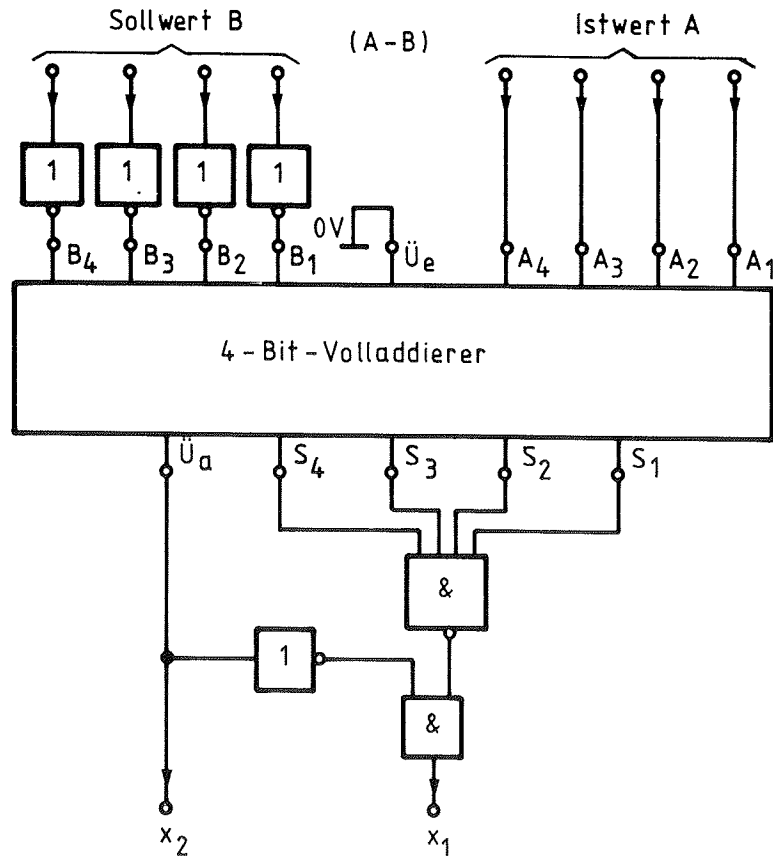 Sollwert B
(A-B)
Istwert A
1 1 1 1
0V
B4 B3 B2 B1 Üe A4 A3 A2 A1
4-Bit-Volladdierer
Üa S4 S3 S2 S1
&
1
&
x2 x1